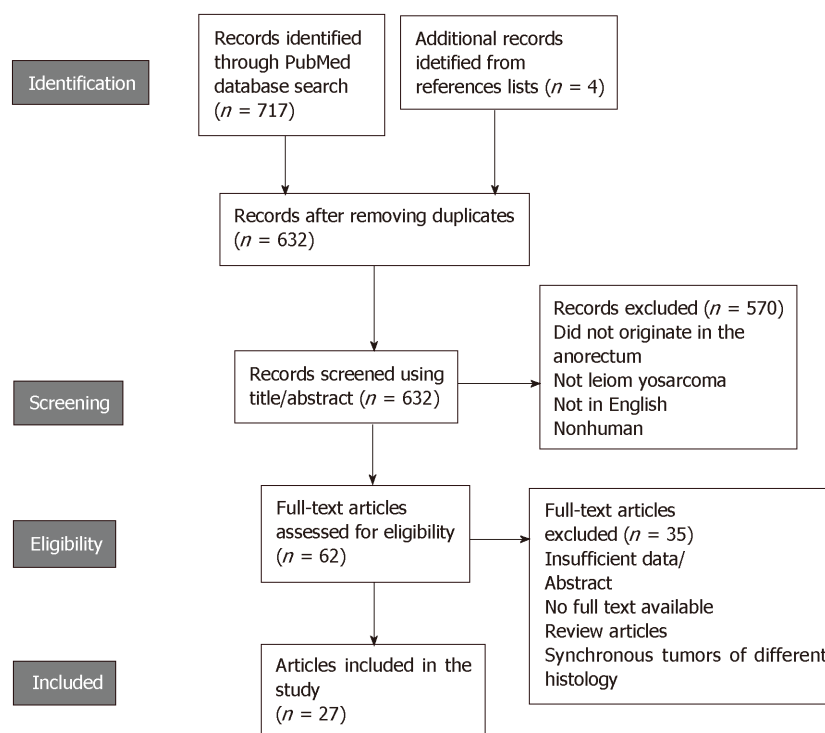 Identification
Records identified
through PubMed
database search
(n = 717)
Additional records
idetified from
references lists (n = 4)
Records after removing duplicates
(n = 632)
Screening
Records screened using
title/abstract (n = 632)
Records excluded (n = 570)
Did not originate in the
anorectum
Not leiom yosarcoma
Not in English
Nonhuman
Eligibility
Full-text articles
assessed for eligibility
(n = 62)
Full-text articles
excluded (n = 35)
Insufficient data/
Abstract
No full text available
Review articles
Synchronous tumors of different
histology
Included
Articles included in the
study
(n = 27)